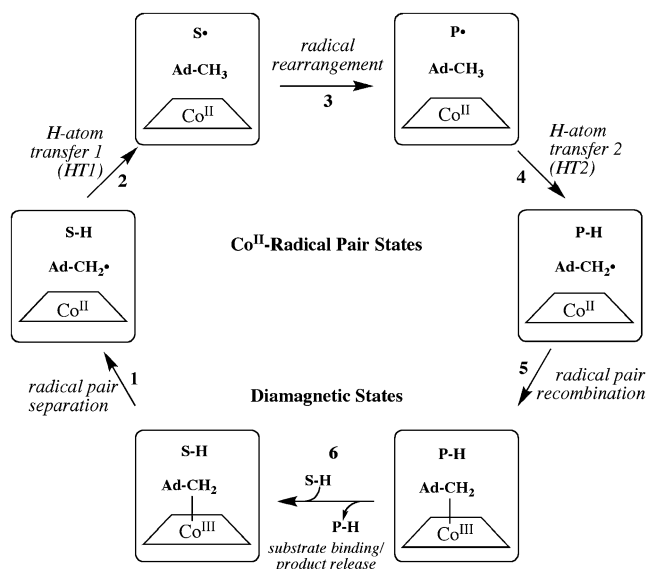 S•
Ad-CH₃
Coᴵᴵ
radical
rearrangement
3
P•
Ad-CH₃
Coᴵᴵ
H-atom
transfer 1
(HT1)
2
H-atom
transfer 2
(HT2)
4
S-H
Ad-CH₂•
Coᴵᴵ
Coᴵᴵ-Radical Pair States
P-H
Ad-CH₂•
Coᴵᴵ
1
radical pair
separation
Diamagnetic States
5
radical pair
recombination
S-H
Ad-CH₂
Coᴵᴵᴵ
6
S-H
P-H
substrate binding/
product release
P-H
Ad-CH₂
Coᴵᴵᴵ